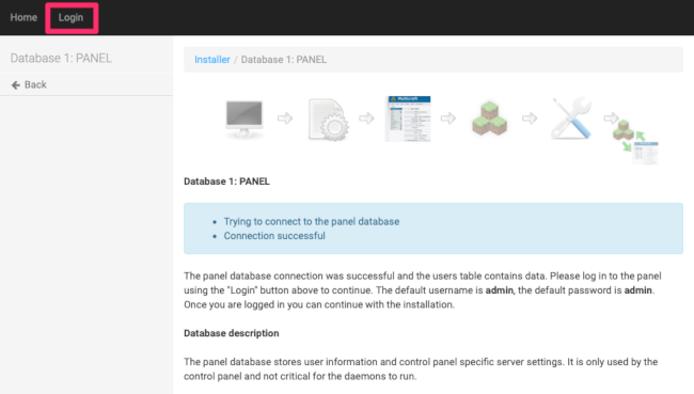 Home Login
Database 1: PANEL
Installer / Database 1: PANEL
← Back
Database 1: PANEL
• Trying to connect to the panel database
• Connection successful
The panel database connection was successful and the users table contains data. Please log in to the panel
using the "Login" button above to continue. The default username is admin, the default password is admin.
Once you are logged in you can continue with the installation.
Database description
The panel database stores user information and control panel specific server settings. It is only used by the
control panel and not critical for the daemons to run.